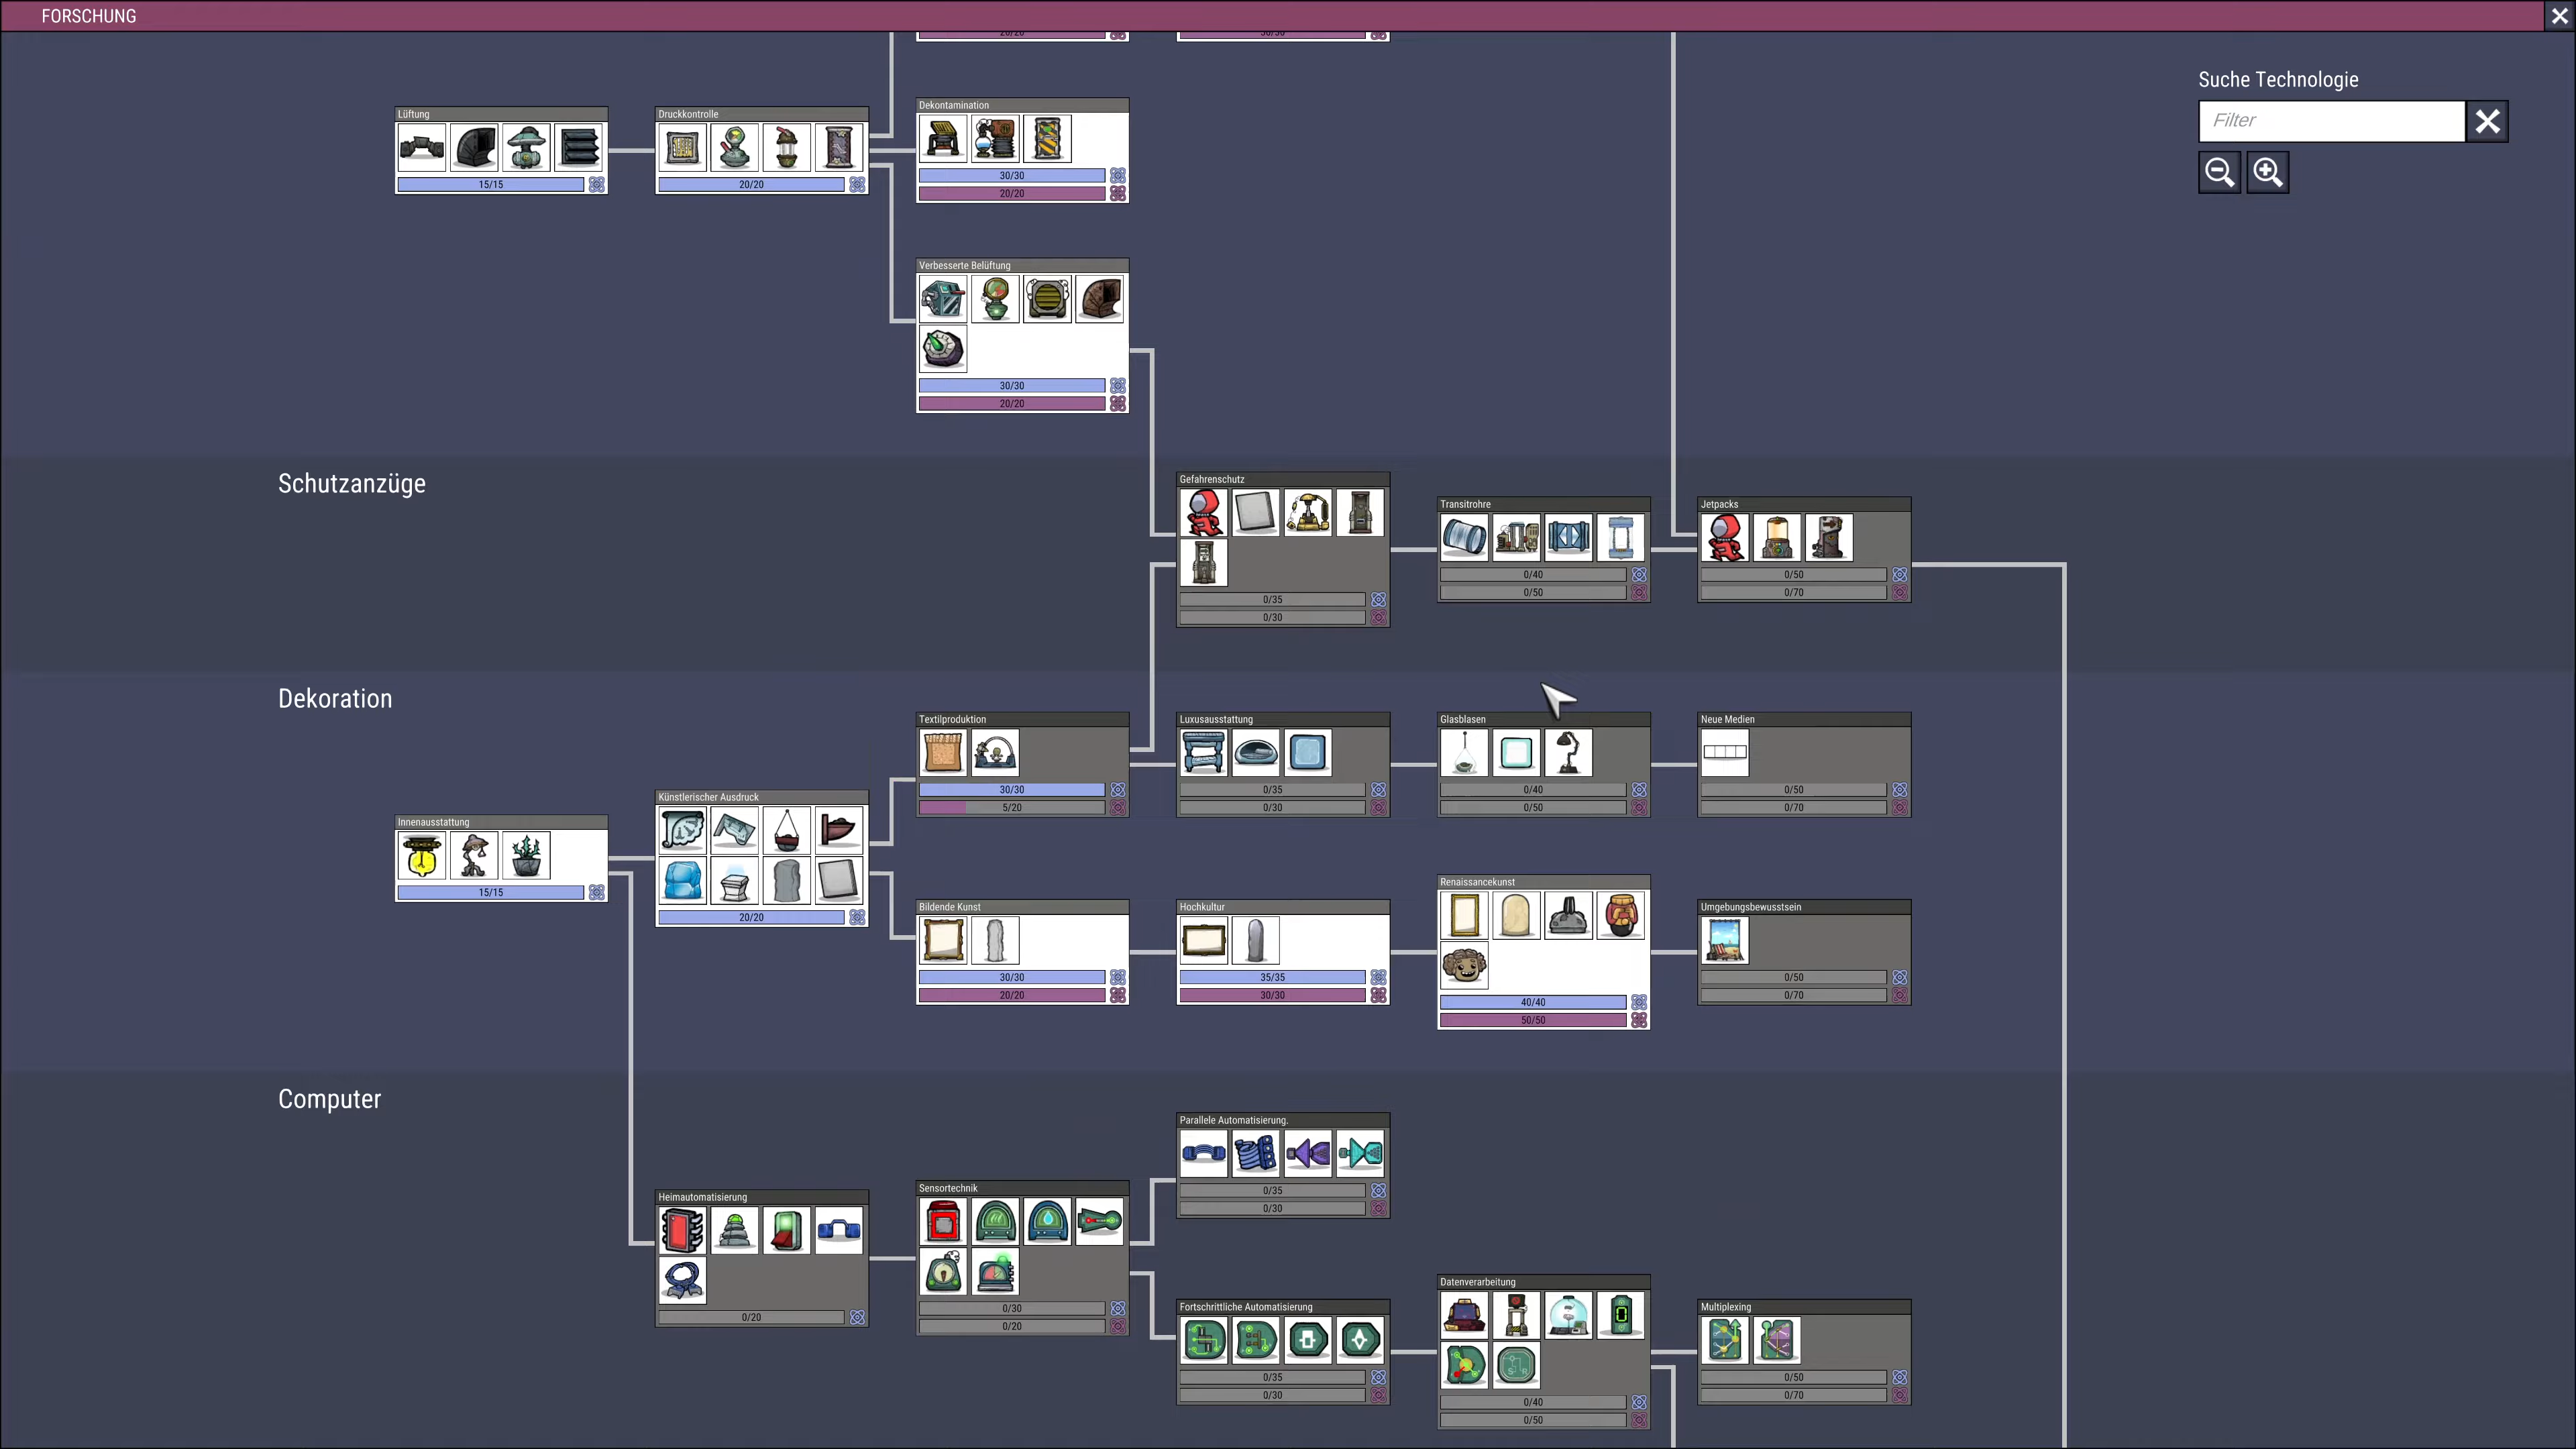 FORSCHUNG
20/20
30/30
Suche Technologie
Filter
Lüftung
15/15
Druckkontrolle
20/20
Dekontamination
30/30
20/20
Verbesserte Belüftung
30/30
20/20
Schutzanzüge
Gefahrenschutz
0/35
0/30
Transitrohre
0/40
0/50
Jetpacks
0/50
0/70
Dekoration
Textilproduktion
30/30
5/20
Luxusausstattung
0/35
0/30
Glasblasen
0/40
0/50
Neue Medien
0/50
0/70
Innenausstattung
15/15
Künstlerischer Ausdruck
20/20
Bildende Kunst
30/30
20/20
Hochkultur
35/35
30/30
Renaissancekunst
40/40
50/50
Umgebungsbewusstsein
0/50
0/70
Computer
Parallele Automatisierung.
0/35
0/30
Heimautomatisierung
0/20
Sensortechnik
0/30
0/20
Fortschrittliche Automatisierung
0/35
0/30
Datenverarbeitung
0/40
0/50
Multiplexing
0/50
0/70